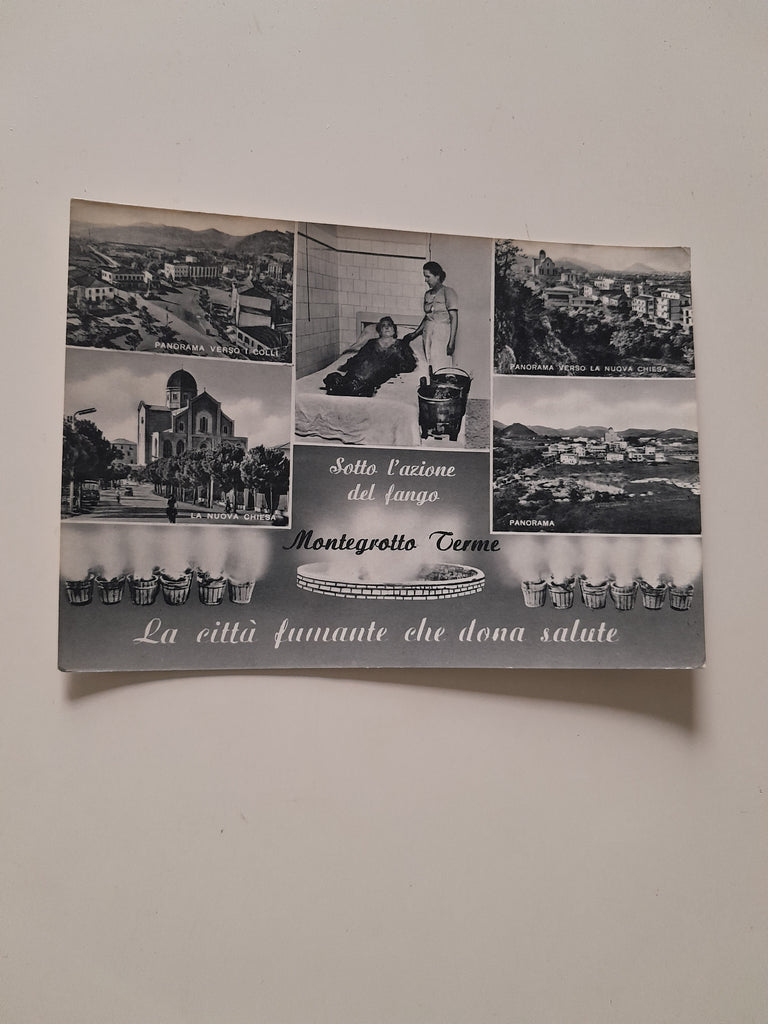 PANORAMA VERSO I COLLI
PANORAMA VERSO LA NUOVA CHIESA
LA NUOVA CHIESA
PANORAMA
Sotto l'azione
del fango
Montegrotto Terme
La città fumante che dona salute